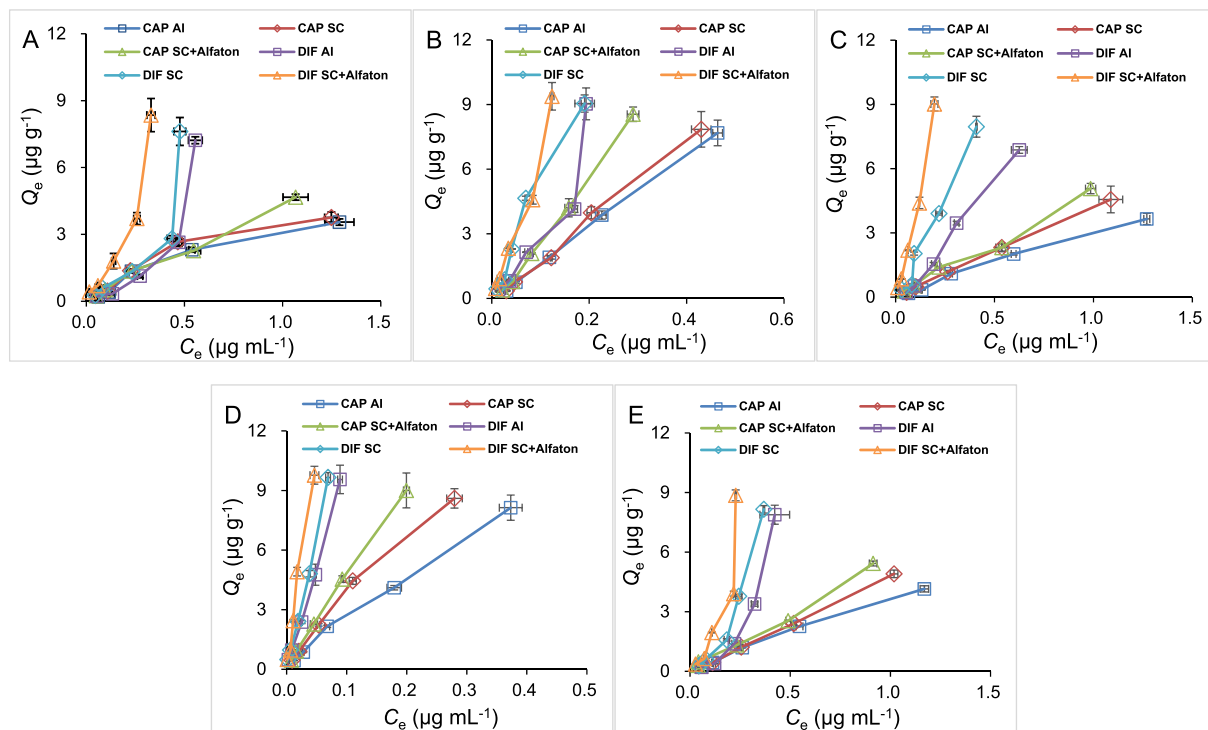 A
CAP AI
CAP SC
CAP SC+Alfaton
DIF AI
DIF SC
DIF SC+Alfaton
12
9
6
3
0
0.0
0.5
1.0
1.5
Qe (µg g⁻¹)
Ce (µg mL⁻¹)
B
CAP AI
CAP SC
CAP SC+Alfaton
DIF AI
DIF SC
DIF SC+Alfaton
12
9
6
3
0
0.0
0.2
0.4
0.6
Qe (µg g⁻¹)
Ce (µg mL⁻¹)
C
CAP AI
CAP SC
CAP SC+Alfaton
DIF AI
DIF SC
DIF SC+Alfaton
12
9
6
3
0
0.0
0.5
1.0
1.5
Qe (µg g⁻¹)
Ce (µg mL⁻¹)
D
CAP AI
CAP SC
CAP SC+Alfaton
DIF AI
DIF SC
DIF SC+Alfaton
12
9
6
3
0
0.0
0.1
0.2
0.3
0.4
0.5
Qe (µg g⁻¹)
Ce (µg mL⁻¹)
E
CAP AI
CAP SC
CAP SC+Alfaton
DIF AI
DIF SC
DIF SC+Alfaton
12
9
6
3
0
0.0
0.5
1.0
1.5
Qe (µg g⁻¹)
Ce (µg mL⁻¹)